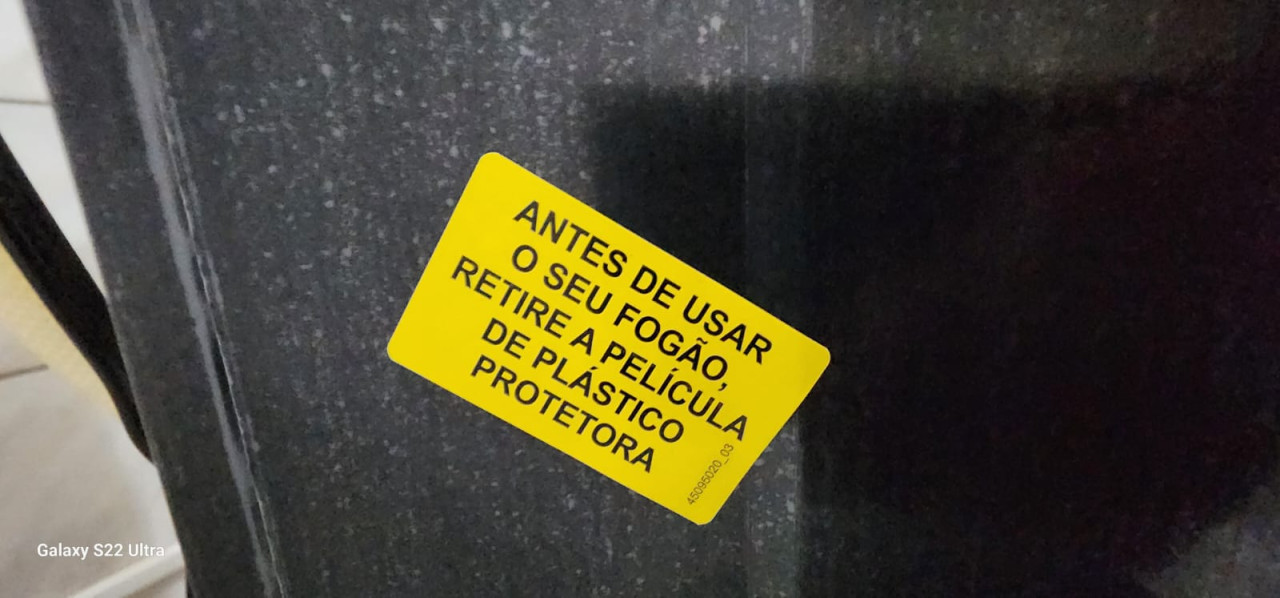 ANTES DE USAR
O SEU FOGÃO,
RETIRE A PELÍCULA
DE PLÁSTICO
PROTETORA
45095020_03
Galaxy S22 Ultra